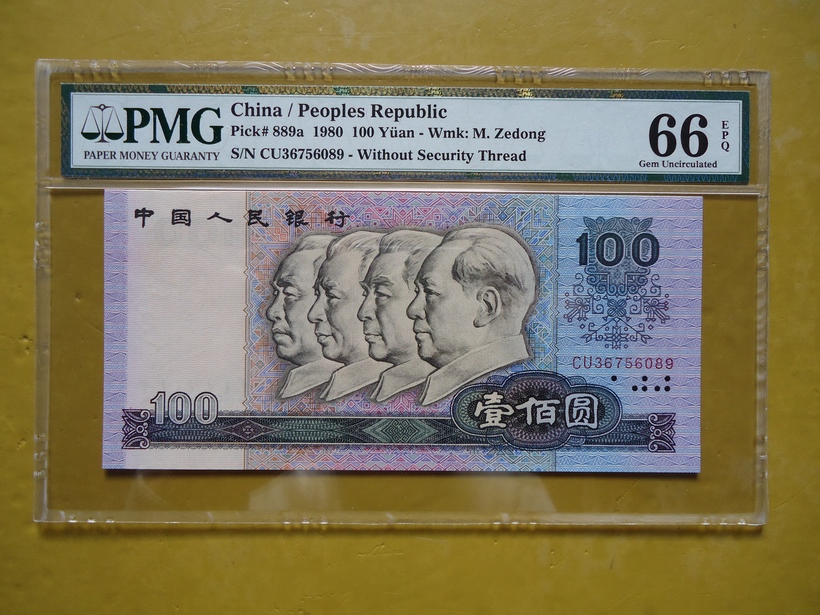 PMG
PAPER MONEY GUARANTY
China / Peoples Republic
Pick# 889a 1980 100 Yüan - Wmk: M. Zedong
S/N CU36756089 - Without Security Thread
66 EPQ
Gem Uncirculated
中国人民银行
100
CU36756089
100
壹佰圆